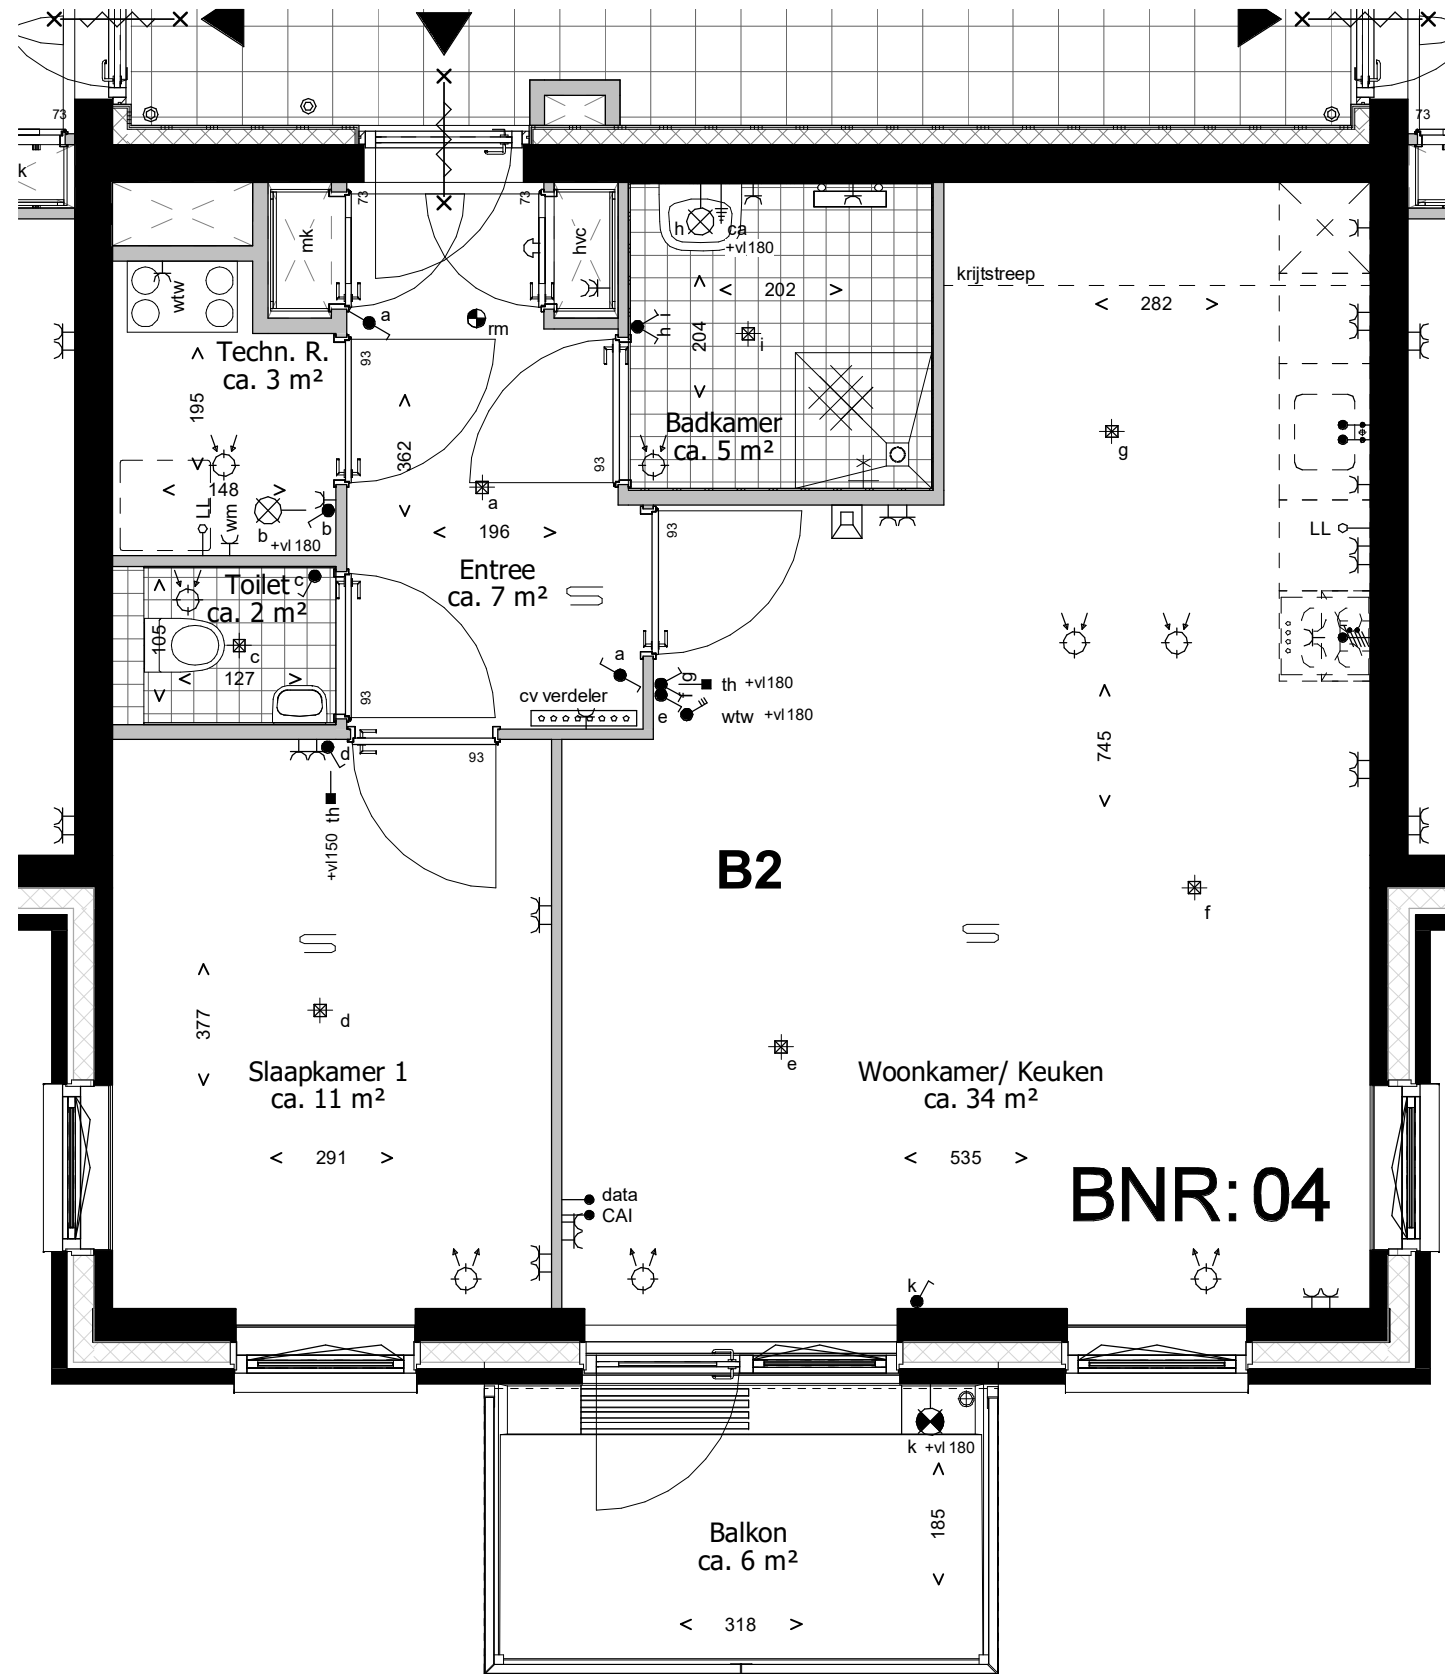 73
73
k
73
73
mk
hvc
h
ca
+vl180
wtw
202
krijtstreep
282
a
rm
h i
204
i
Techn. R.
ca. 3 m²
93
195
362
Badkamer
ca. 5 m²
93
g
148
a
LL
wm
b
+vl180
b
196
93
LL
Toilet
c
ca. 2 m²
Entree
ca. 7 m²
105
c
127
a
93
cv verdeler
g
f
th +vl180
e
wtw +vl180
d
93
745
th
+vl150
B2
f
377
d
e
Slaapkamer 1
ca. 11 m²
Woonkamer/ Keuken
ca. 34 m²
291
535
BNR: 04
data
CAI
k
k +vl180
185
Balkon
ca. 6 m²
318